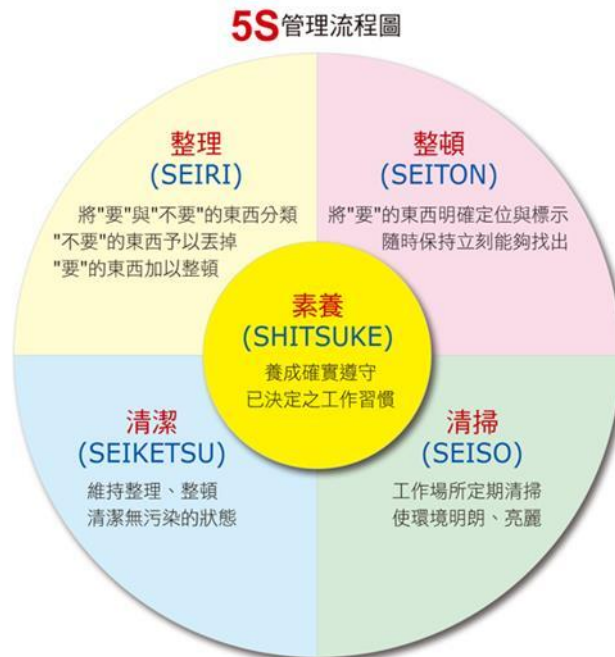 5S管理流程圖
整理
(SEIRI)
將"要"與"不要"的東西分類
"不要"的東西予以丟掉
"要"的東西加以整頓
整頓
(SEITON)
將"要"的東西明確定位與標示
隨時保持立刻能夠找出
素養
(SHITSUKE)
養成確實遵守
已決定之工作習慣
清潔
(SEIKETSU)
維持整理、整頓
清潔無污染的狀態
清掃
(SEISO)
工作場所定期清掃
使環境明朗、亮麗